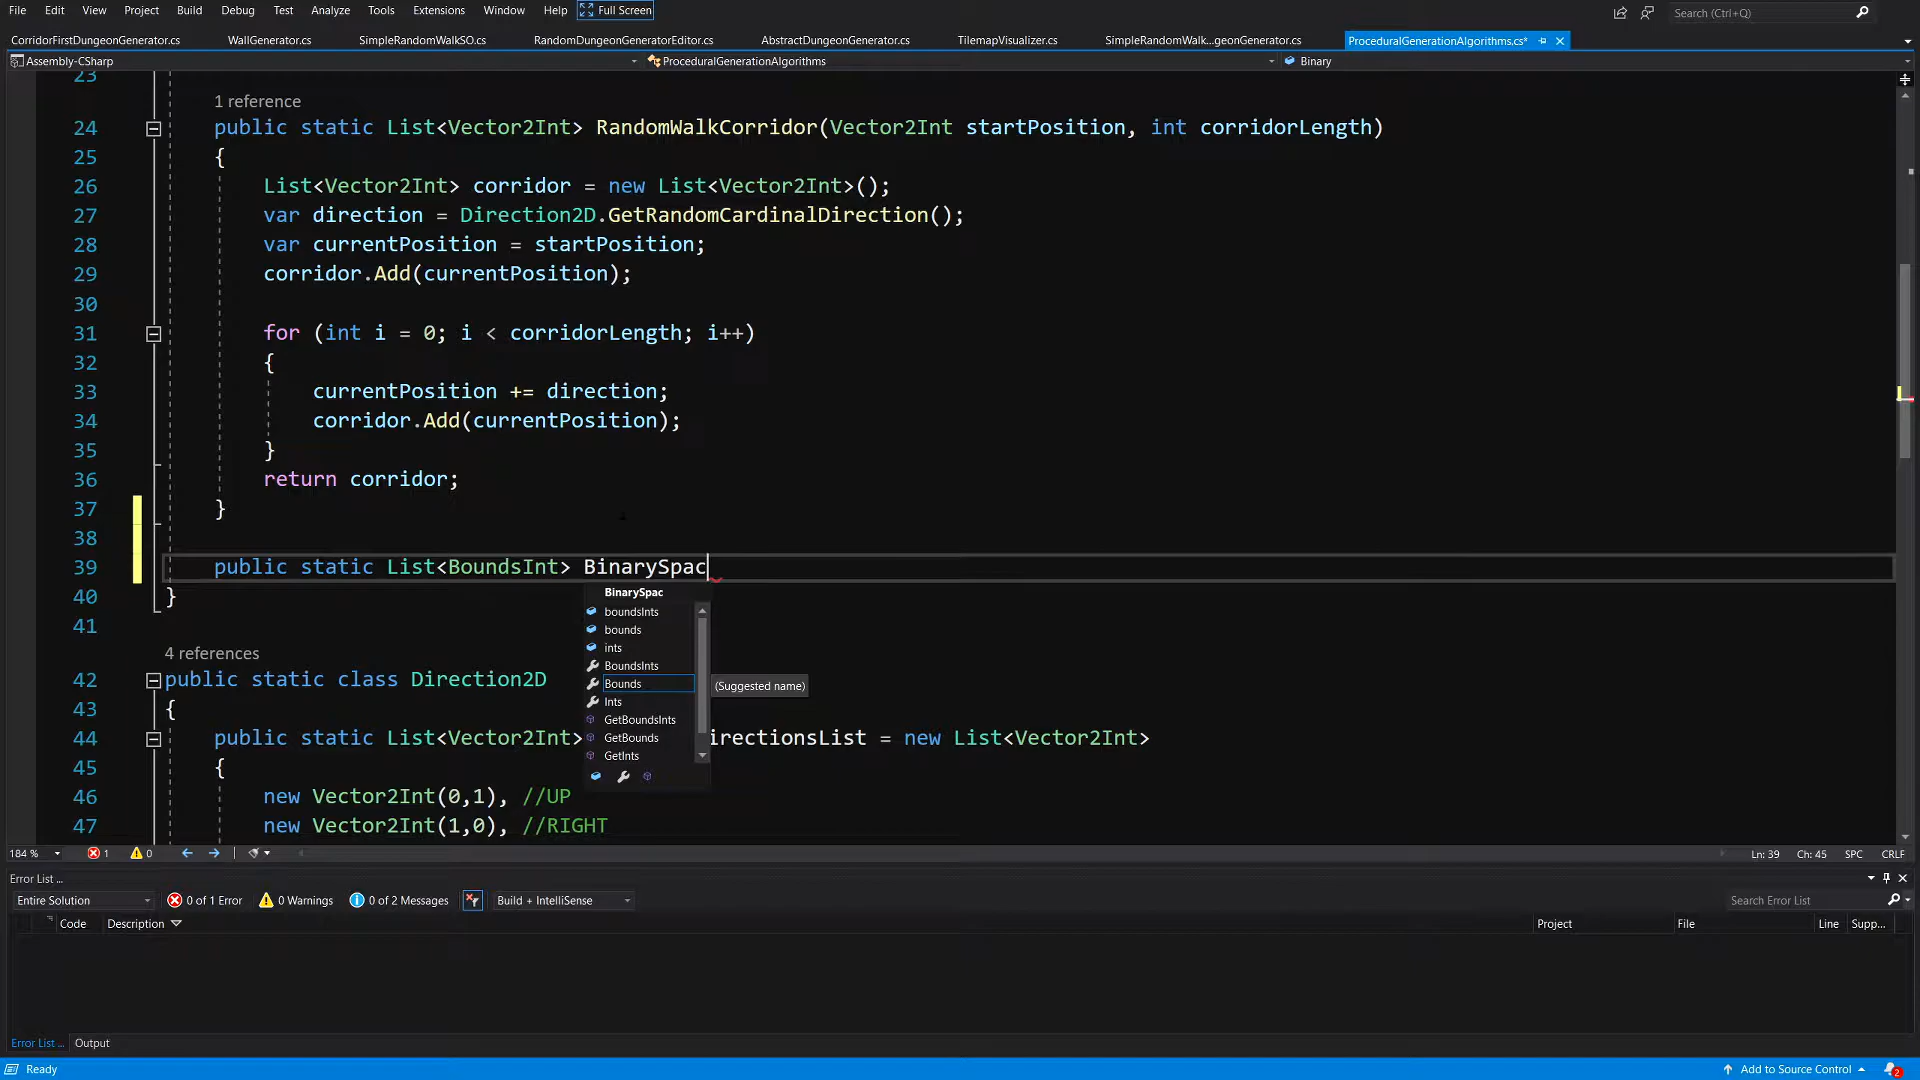 File Edit View Project Build Debug Test Analyze Tools Extensions Window Help Full Screen Search (Ctrl+Q)
CorridorFirstDungeonGenerator.cs WallGenerator.cs SimpleRandomWalkSO.cs RandomDungeonGeneratorEditor.cs AbstractDungeonGenerator.cs TilemapVisualizer.cs SimpleRandomWalk...geonGenerator.cs ProceduralGenerationAlgorithms.cs*
Assembly-CSharp ProceduralGenerationAlgorithms Binary
23
1 reference
24 public static List<Vector2Int> RandomWalkCorridor(Vector2Int startPosition, int corridorLength)
25 {
26 List<Vector2Int> corridor = new List<Vector2Int>();
27 var direction = Direction2D.GetRandomCardinalDirection();
28 var currentPosition = startPosition;
29 corridor.Add(currentPosition);
30
31 for (int i = 0; i < corridorLength; i++)
32 {
33 currentPosition += direction;
34 corridor.Add(currentPosition);
35 }
36 return corridor;
37 }
38
39 public static List<BoundsInt> BinarySpac
40 }
BinarySpac
boundsInts
bounds
ints
BoundsInts
Bounds (Suggested name)
Ints
GetBoundsInts
GetBounds
GetInts
41
4 references
42 public static class Direction2D
43 {
44 public static List<Vector2Int> irectionsList = new List<Vector2Int>
45 {
46 new Vector2Int(0,1), //UP
47 new Vector2Int(1,0), //RIGHT
184 % 1 0 Ln: 39 Ch: 45 SPC CRLF
Error List ...
Entire Solution 0 of 1 Error 0 Warnings 0 of 2 Messages Build + IntelliSense Search Error List
Code Description Project File Line Supp...
Error List ... Output
Ready Add to Source Control 2